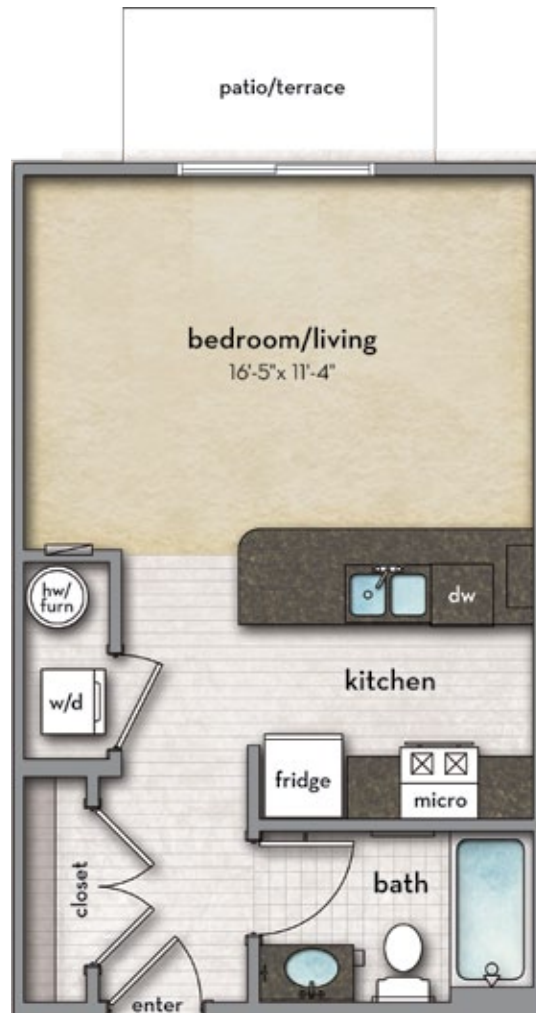 patio/terrace
bedroom/living
16'-5"x 11'-4"
hw/
furn
dw
w/d
kitchen
fridge
micro
closet
bath
enter